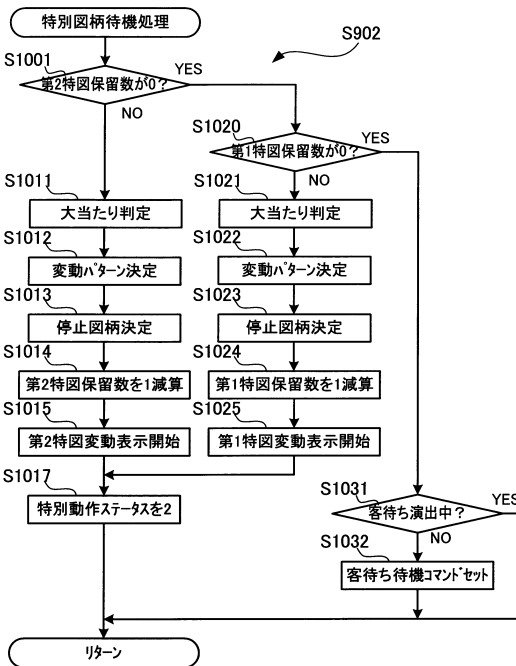 特別図柄待機処理
S902
S1001
第2特図保留数が0?
YES
NO
S1020
第1特図保留数が0?
YES
NO
S1011
大当たり判定
S1021
大当たり判定
S1012
変動パターン決定
S1022
変動パターン決定
S1013
停止図柄決定
S1023
停止図柄決定
S1014
第2特図保留数を1減算
S1024
第1特図保留数を1減算
S1015
第2特図変動表示開始
S1025
第1特図変動表示開始
S1017
特別動作ステータスを2
S1031
客待ち演出中?
YES
NO
S1032
客待ち待機コマンドセット
リターン